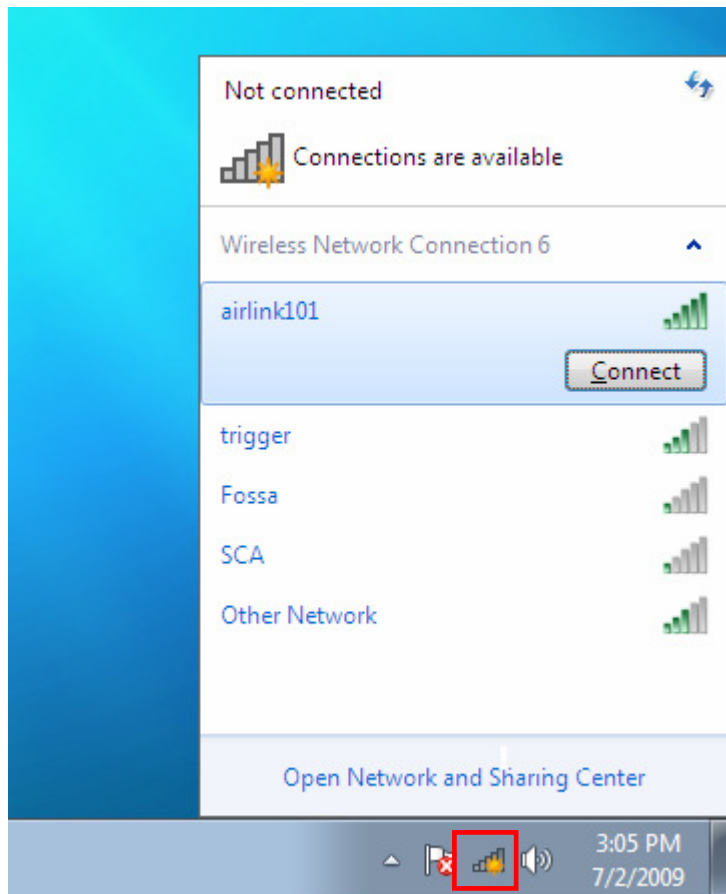 Not connected
Connections are available
Wireless Network Connection 6
airlink101
Connect
trigger
Fossa
SCA
Other Network
Open Network and Sharing Center
3:05 PM
7/2/2009